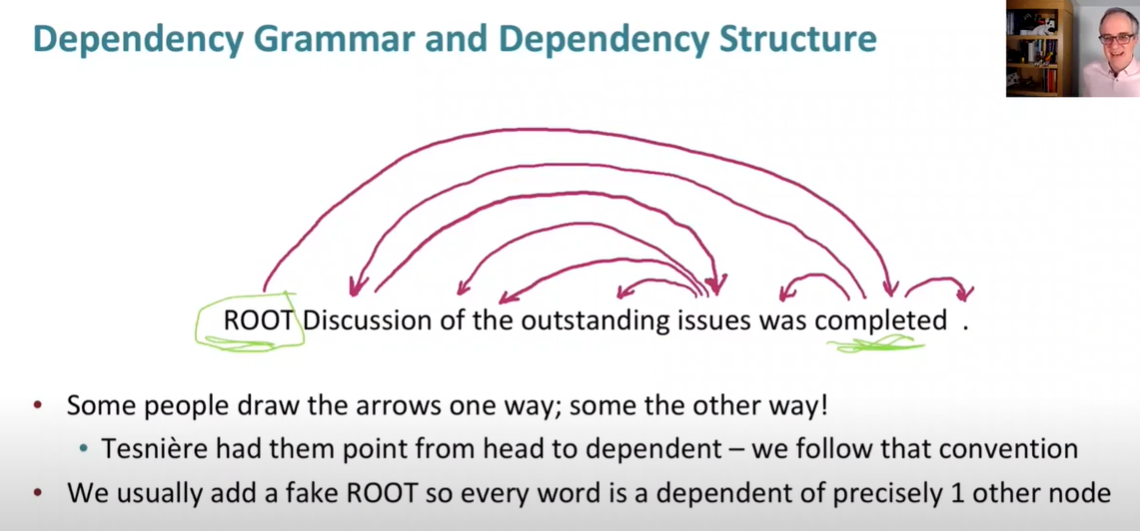 Dependency Grammar and Dependency Structure
ROOT Discussion of the outstanding issues was completed .
• Some people draw the arrows one way; some the other way!
• Tesnière had them point from head to dependent – we follow that convention
• We usually add a fake ROOT so every word is a dependent of precisely 1 other node